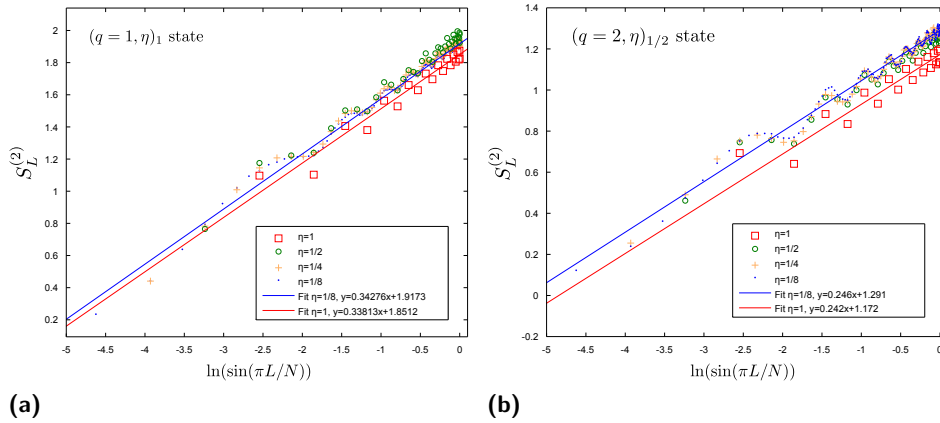 (q = 1, η)₁ state
S_L^{(2)}
2
1.8
1.6
1.4
1.2
1
0.8
0.6
0.4
0.2
η=1
η=1/2
η=1/4
η=1/8
Fit η=1/8, y=0.34276x+1.9173
Fit η=1, y=0.33813x+1.8512
-5 -4.5 -4 -3.5 -3 -2.5 -2 -1.5 -1 -0.5 0 0.1
ln(sin(πL/N))
(a)
(q = 2, η)_{1/2} state
S_L^{(2)}
1.4
1.2
1
0.8
0.6
0.4
0.2
0
-0.2
η=1
η=1/2
η=1/4
η=1/8
Fit η=1/8, y=0.246x+1.291
Fit η=1, y=0.242x+1.172
-5 -4.5 -4 -3.5 -3 -2.5 -2 -1.5 -1 -0.5 0.1
ln(sin(πL/N))
(b)